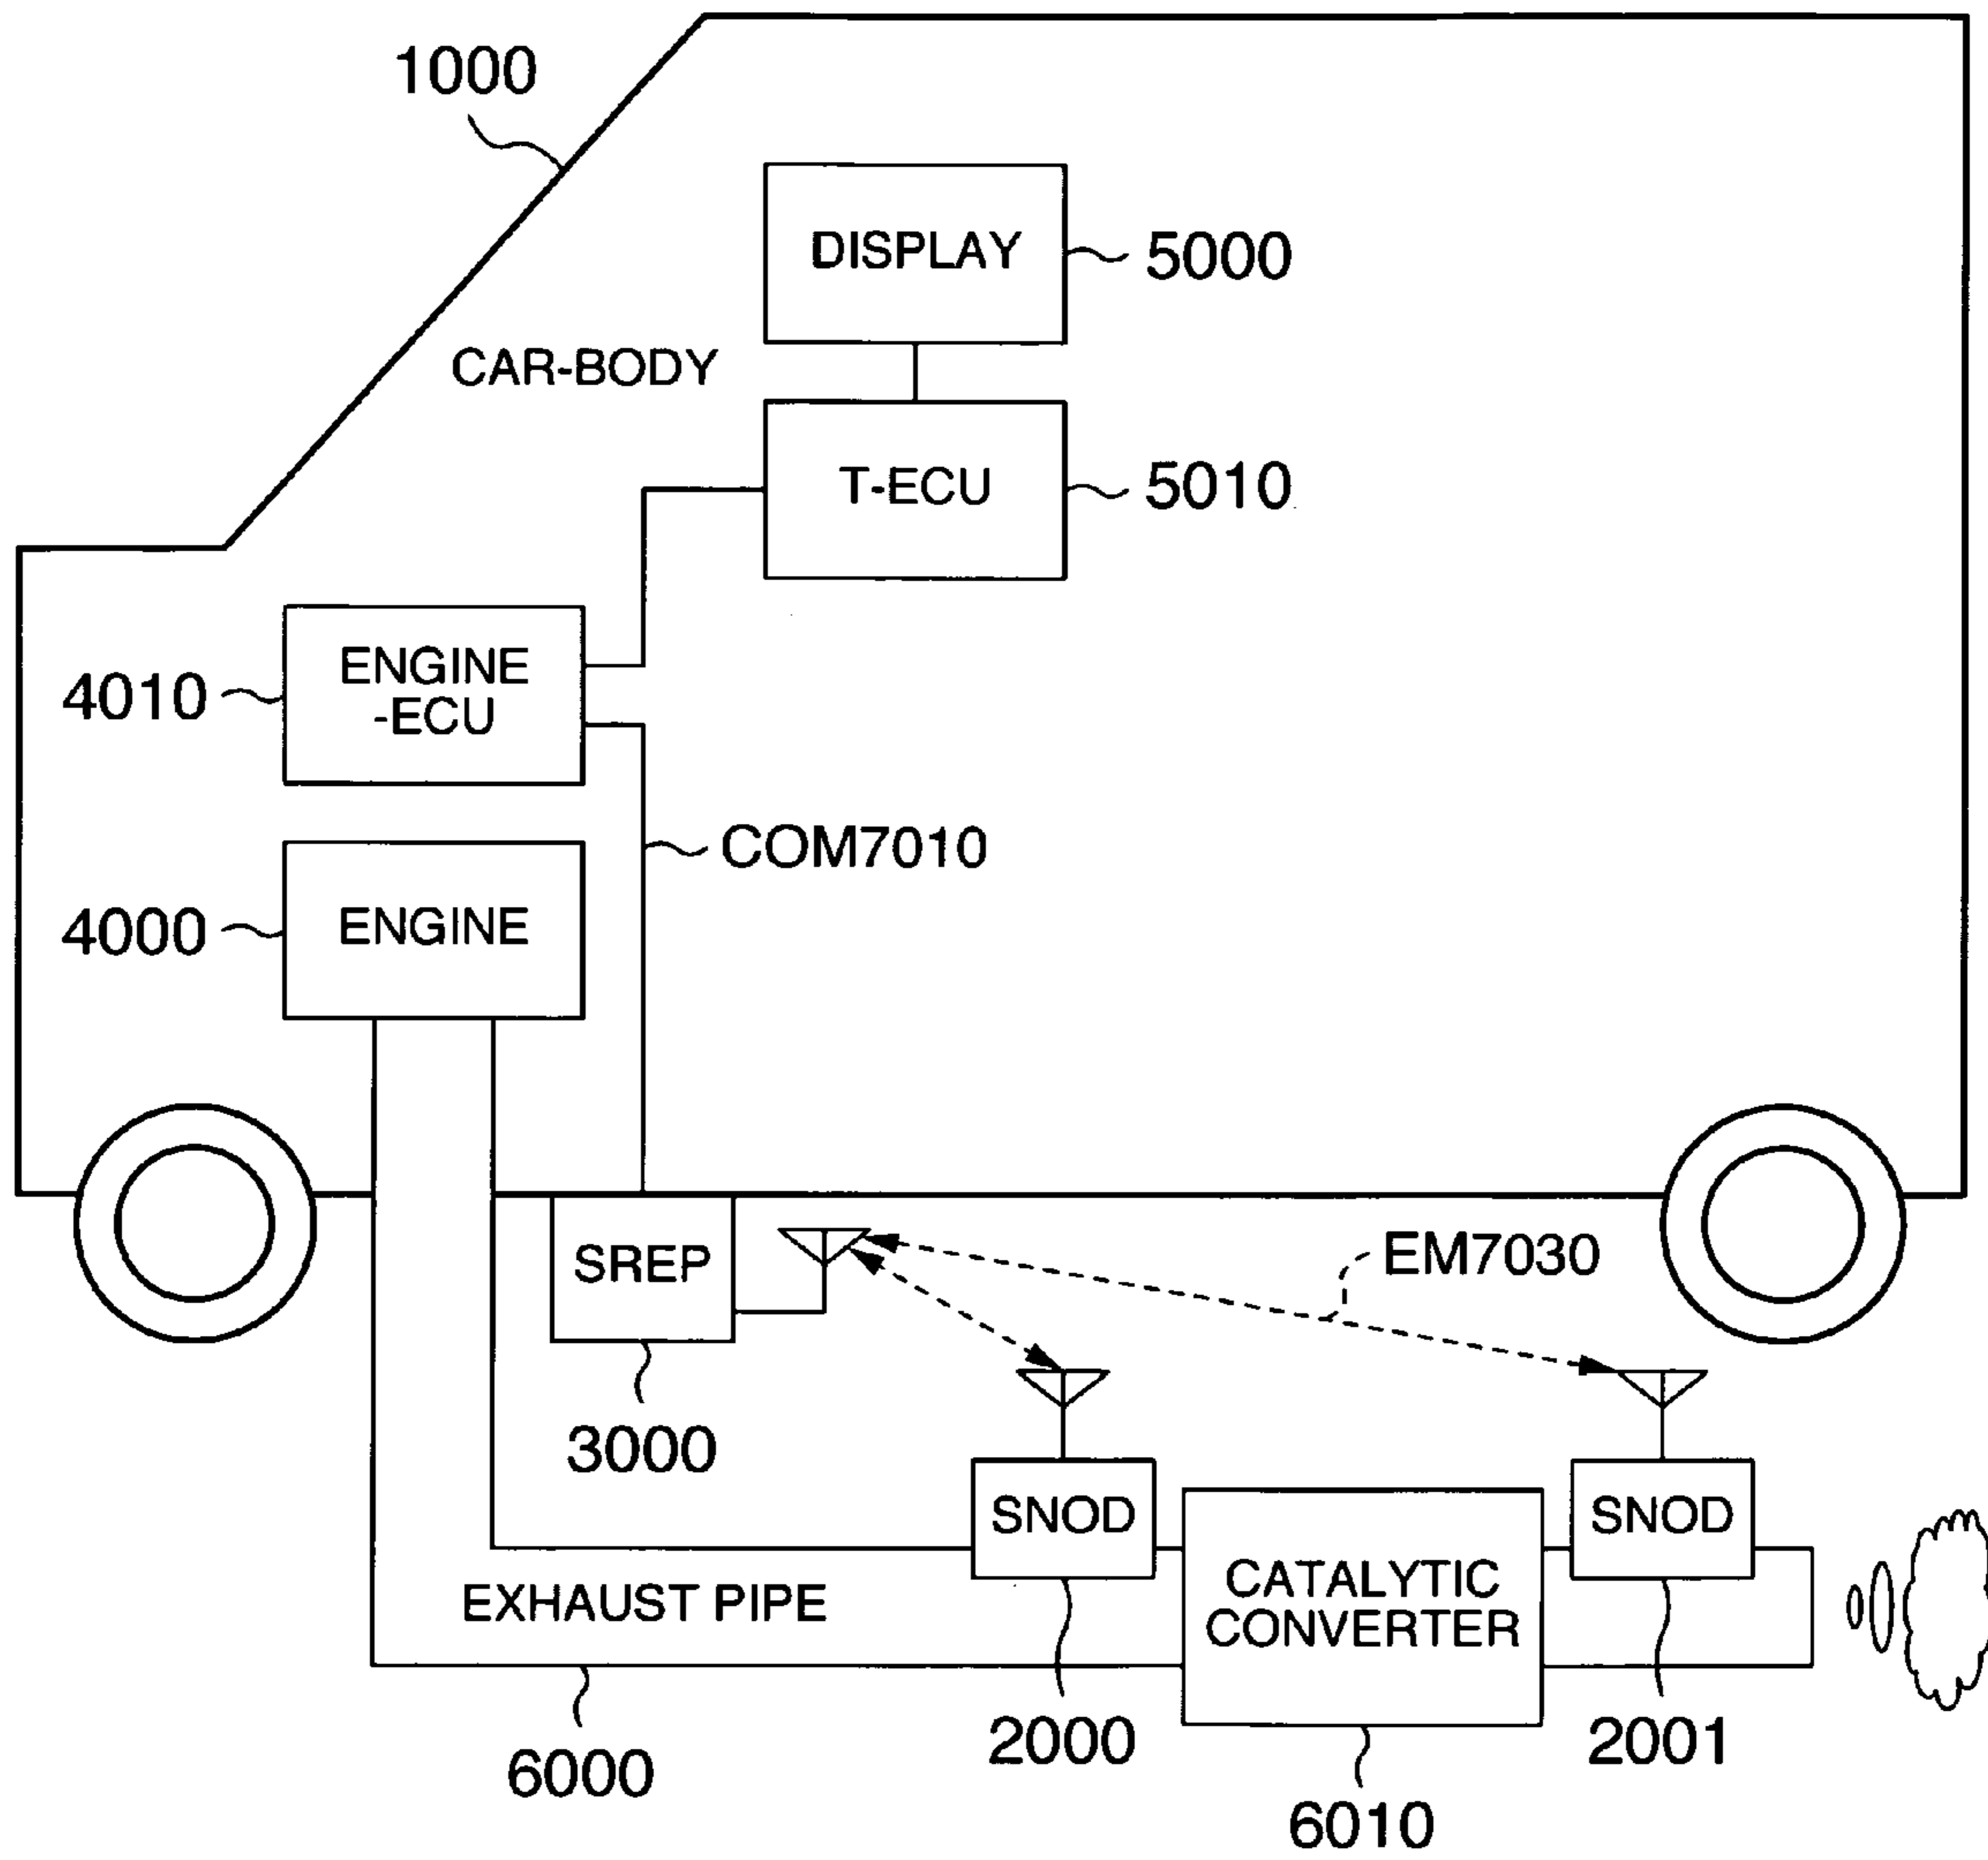 1000
DISPLAY
5000
CAR-BODY
T-ECU
5010
ENGINE
-ECU
4010
COM7010
ENGINE
4000
SREP
EM7030
3000
SNOD
SNOD
CATALYTIC
CONVERTER
EXHAUST PIPE
2000
2001
6000
6010